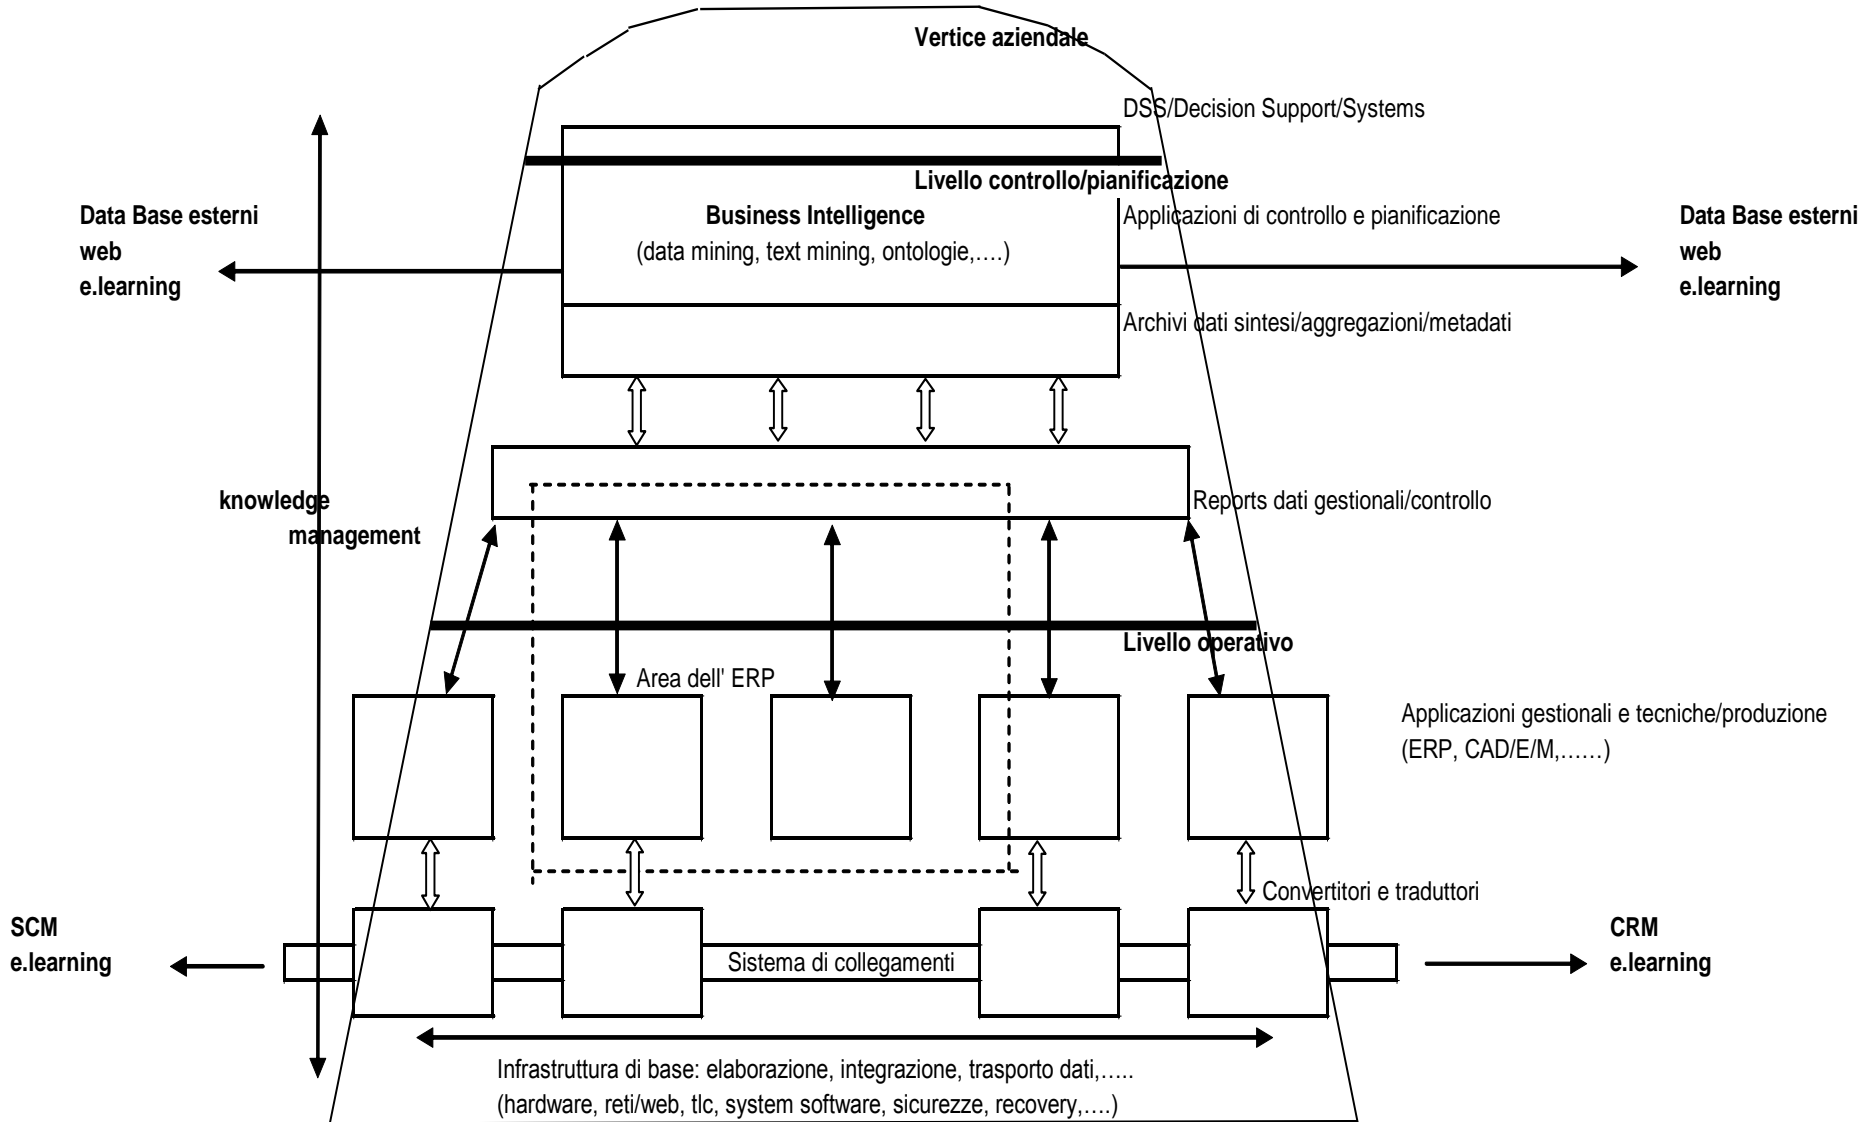 Vertice aziendale
DSS/Decision Support/Systems
Livello controllo/pianificazione
Data Base esterni
web
e.learning
Business Intelligence
(data mining, text mining, ontologie,….)
Applicazioni di controllo e pianificazione
Data Base esterni
web
e.learning
Archivi dati sintesi/aggregazioni/metadati
knowledge
management
Reports dati gestionali/controllo
Livello operativo
Area dell' ERP
Applicazioni gestionali e tecniche/produzione
(ERP, CAD/E/M,……)
Convertitori e traduttori
SCM
e.learning
Sistema di collegamenti
CRM
e.learning
Infrastruttura di base: elaborazione, integrazione, trasporto dati,…..
(hardware, reti/web, tlc, system software, sicurezze, recovery,….)